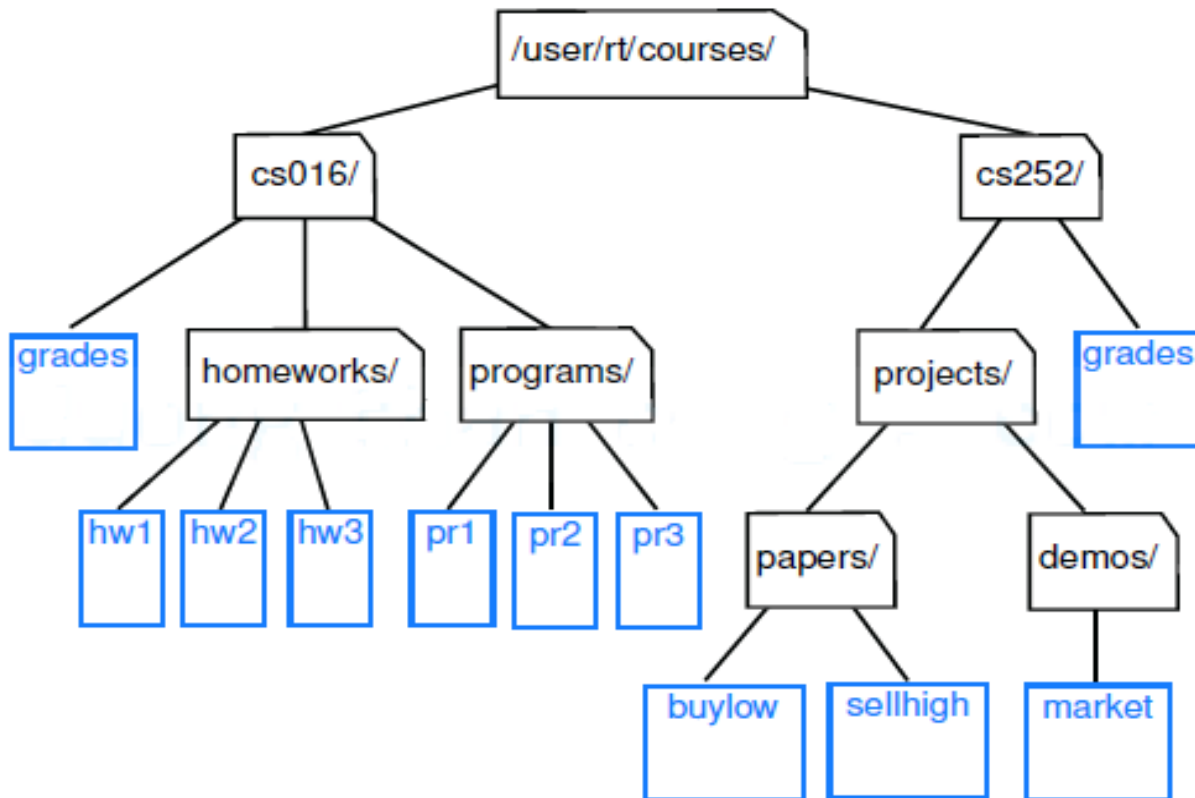 /user/rt/courses/
cs016/
cs252/
grades
homeworks/
programs/
projects/
grades
hw1
hw2
hw3
pr1
pr2
pr3
papers/
demos/
buylow
sellhigh
market